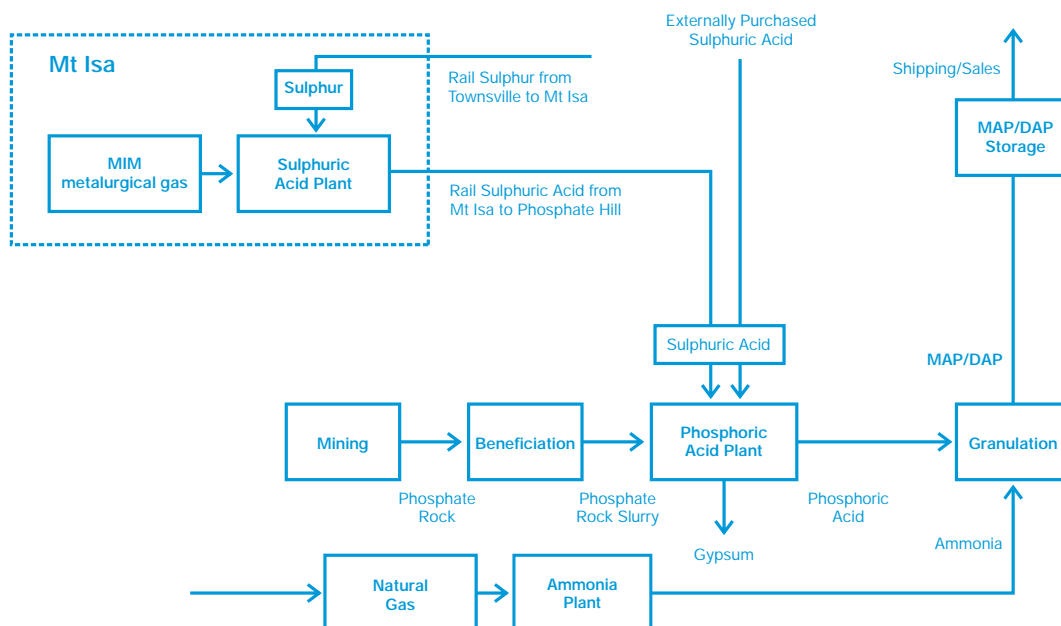 Externally Purchased
Sulphuric Acid
Mt Isa
Shipping/Sales
Sulphur
Rail Sulphur from
Townsville to Mt Isa
MAP/DAP
Storage
MIM
metalurgical gas
Sulphuric
Acid Plant
Rail Sulphuric Acid from
Mt Isa to Phosphate Hill
Sulphuric Acid
MAP/DAP
Mining
Beneficiation
Phosphoric
Acid Plant
Granulation
Phosphate
Rock
Phosphate
Rock Slurry
Phosphoric
Acid
Gypsum
Ammonia
Natural
Gas
Ammonia
Plant